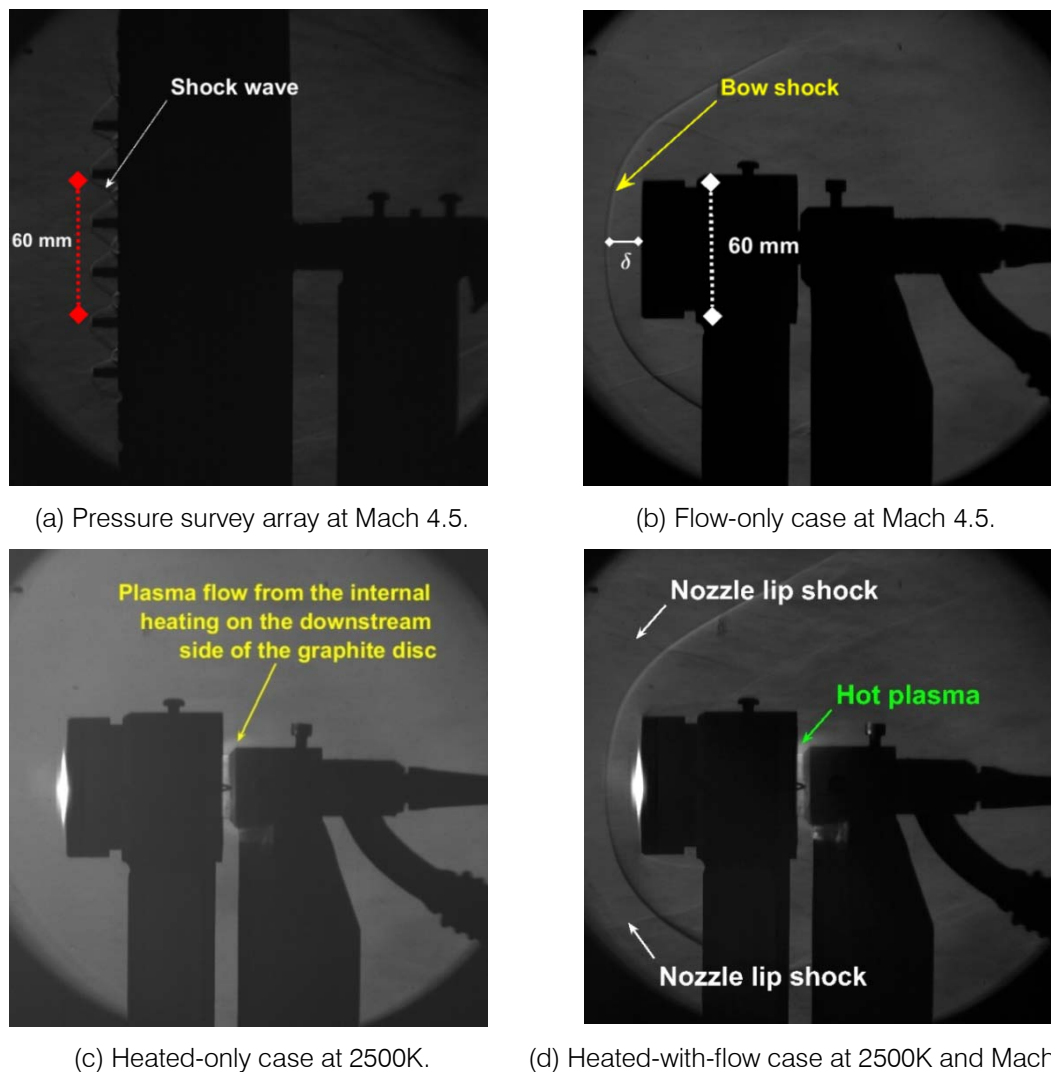 Shock wave
60 mm
(a) Pressure survey array at Mach 4.5.
Bow shock
60 mm
δ
(b) Flow-only case at Mach 4.5.
Plasma flow from the internal
heating on the downstream
side of the graphite disc
(c) Heated-only case at 2500K.
Nozzle lip shock
Hot plasma
Nozzle lip shock
(d) Heated-with-flow case at 2500K and Mach